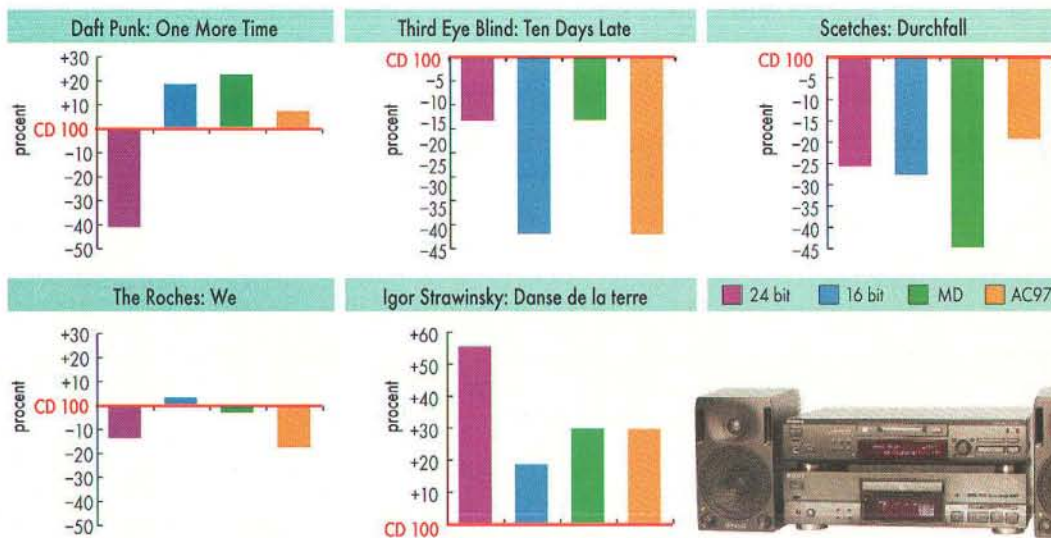 Daft Punk: One More Time
+30
+20
+10
CD 100
−10
−20
−30
−40
−50
procent
Third Eye Blind: Ten Days Late
CD 100
−5
−10
−15
−20
−25
−30
−35
−40
−45
procent
Scetches: Durchfall
CD 100
−5
−10
−15
−20
−25
−30
−35
−40
−45
procent
The Roches: We
+30
+20
+10
CD 100
−10
−20
−30
−40
−50
procent
Igor Strawinsky: Danse de la terre
+60
+50
+40
+30
+20
+10
CD 100
procent
24 bit
16 bit
MD
AC97